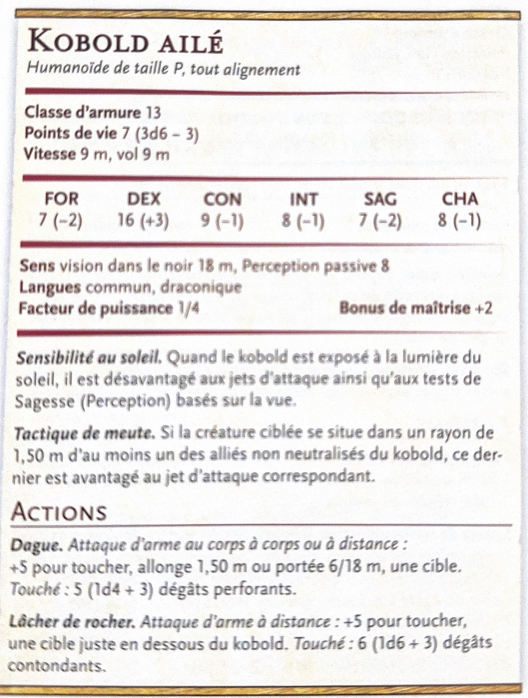 KOBOLD AILÉ
Humanoïde de taille P, tout alignement
Classe d'armure 13
Points de vie 7 (3d6 – 3)
Vitesse 9 m, vol 9 m
FOR DEX CON INT SAG CHA
7 (–2) 16 (+3) 9 (–1) 8 (–1) 7 (–2) 8 (–1)
Sens vision dans le noir 18 m, Perception passive 8
Langues commun, draconique
Facteur de puissance 1/4 Bonus de maîtrise +2
Sensibilité au soleil. Quand le kobold est exposé à la lumière du
soleil, il est désavantagé aux jets d'attaque ainsi qu'aux tests de
Sagesse (Perception) basés sur la vue.
Tactique de meute. Si la créature ciblée se situe dans un rayon de
1,50 m d'au moins un des alliés non neutralisés du kobold, ce der-
nier est avantagé au jet d'attaque correspondant.
ACTIONS
Dague. Attaque d'arme au corps à corps ou à distance :
+5 pour toucher, allonge 1,50 m ou portée 6/18 m, une cible.
Touché : 5 (1d4 + 3) dégâts perforants.
Lâcher de rocher. Attaque d'arme à distance : +5 pour toucher,
une cible juste en dessous du kobold. Touché : 6 (1d6 + 3) dégâts
contondants.